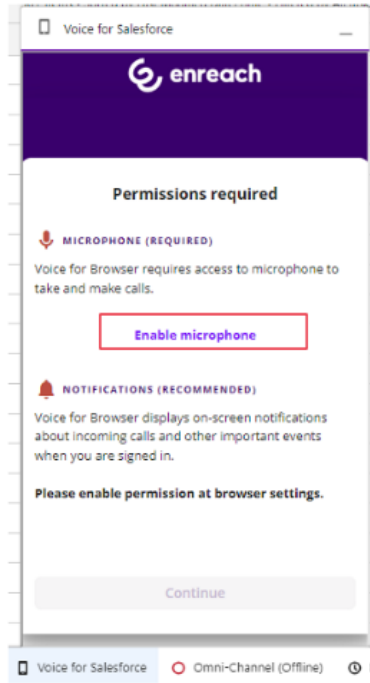 Voice for Salesforce
enreach
Permissions required
MICROPHONE (REQUIRED)
Voice for Browser requires access to microphone to
take and make calls.
Enable microphone
NOTIFICATIONS (RECOMMENDED)
Voice for Browser displays on-screen notifications
about incoming calls and other important events
when you are signed in.
Please enable permission at browser settings.
Continue
Voice for Salesforce
Omni-Channel (Offline)